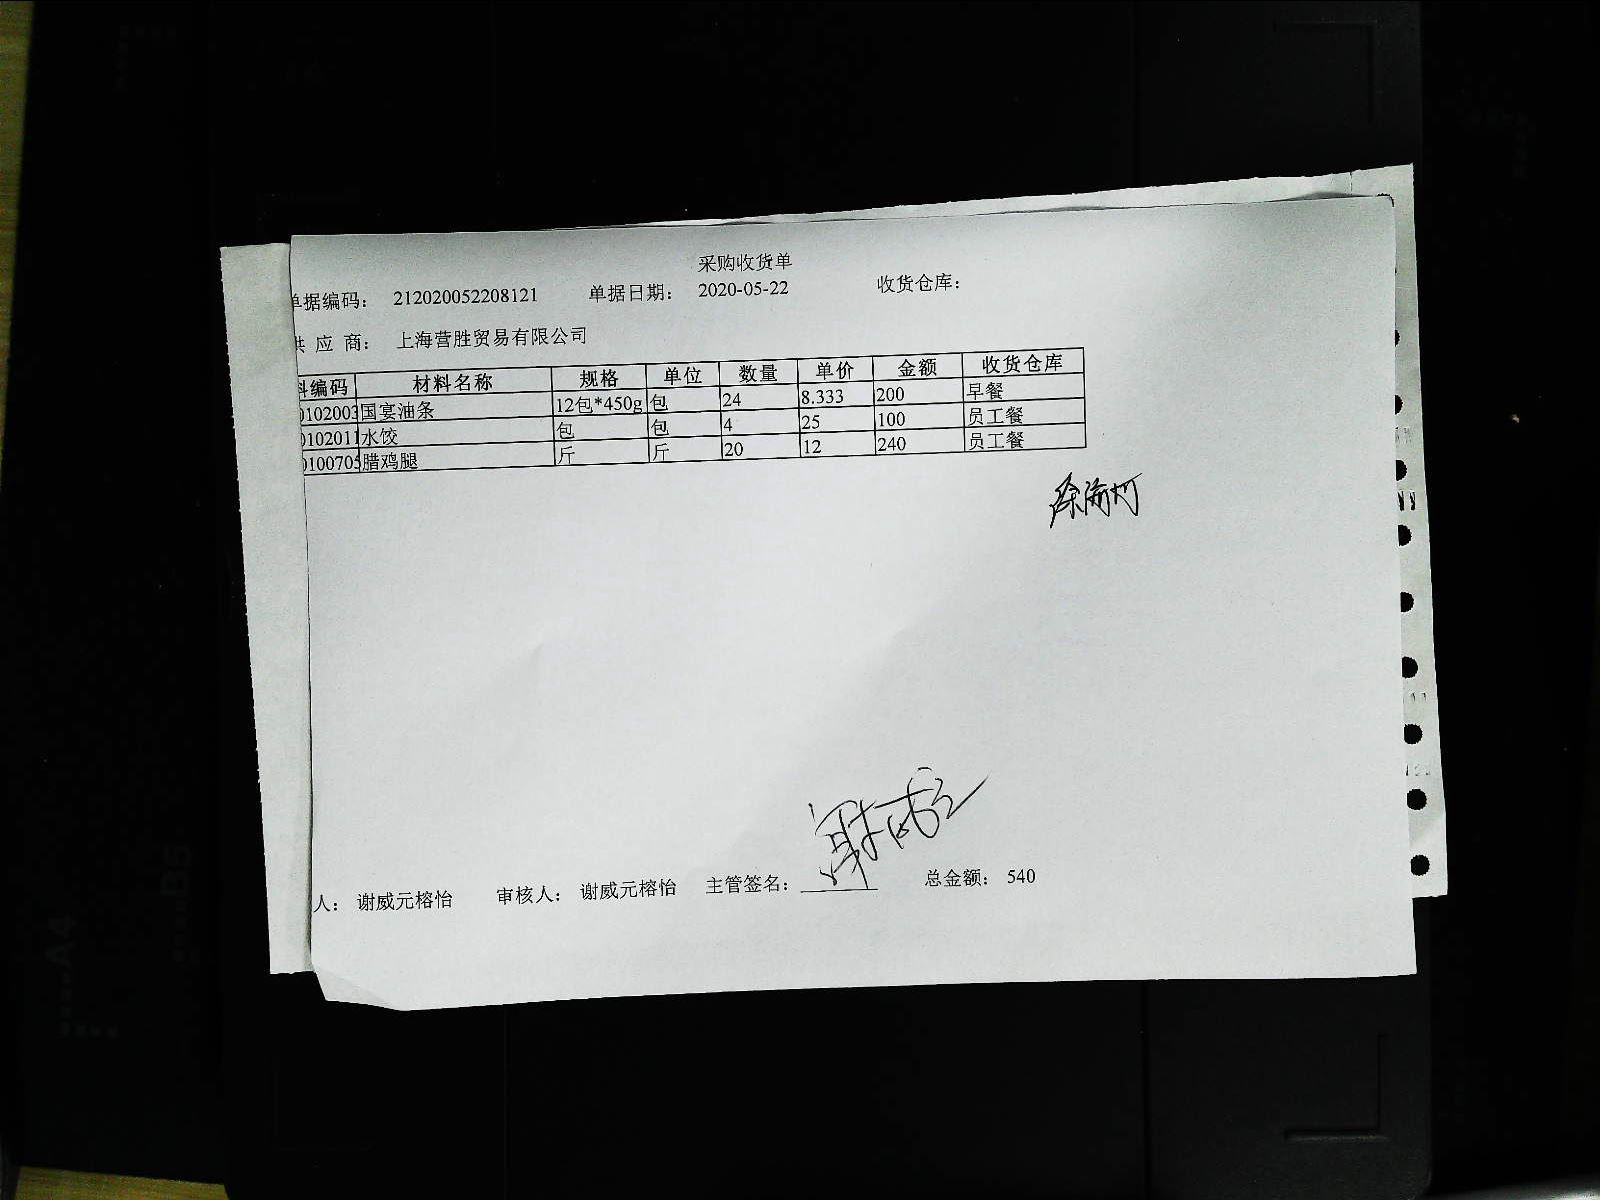 采购收货单
单据编码： 212020052208121 单据日期： 2020-05-22 收货仓库：
供 应 商： 上海营胜贸易有限公司
料编码 材料名称 规格 单位 数量 单价 金额 收货仓库
0102003 国宴油条 12包*450g 包 24 8.333 200 早餐
0102011 水饺 包 包 4 25 100 员工餐
0100705 腊鸡腿 斤 斤 20 12 240 员工餐
人： 谢威元榕怡 审核人： 谢威元榕怡 主管签名： 总金额： 540